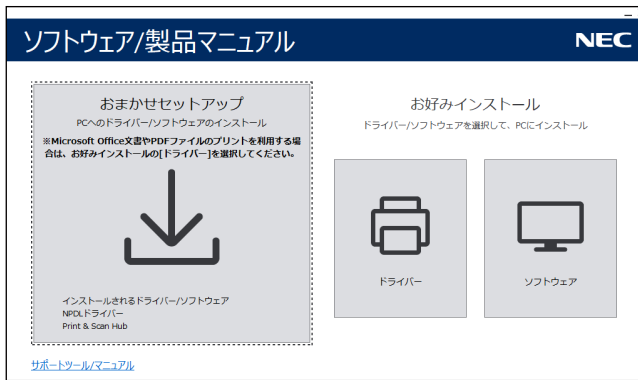 ソフトウェア/製品マニュアル
NEC
おまかせセットアップ
PCへのドライバー/ソフトウェアのインストール
※Microsoft Office文書やPDFファイルのプリントを利用する場
合は、お好みインストールの[ドライバー]を選択してください。
インストールされるドライバー/ソフトウェア
NPDLドライバー
Print & Scan Hub
お好みインストール
ドライバー/ソフトウェアを選択して、PCにインストール
ドライバー
ソフトウェア
サポートツール/マニュアル